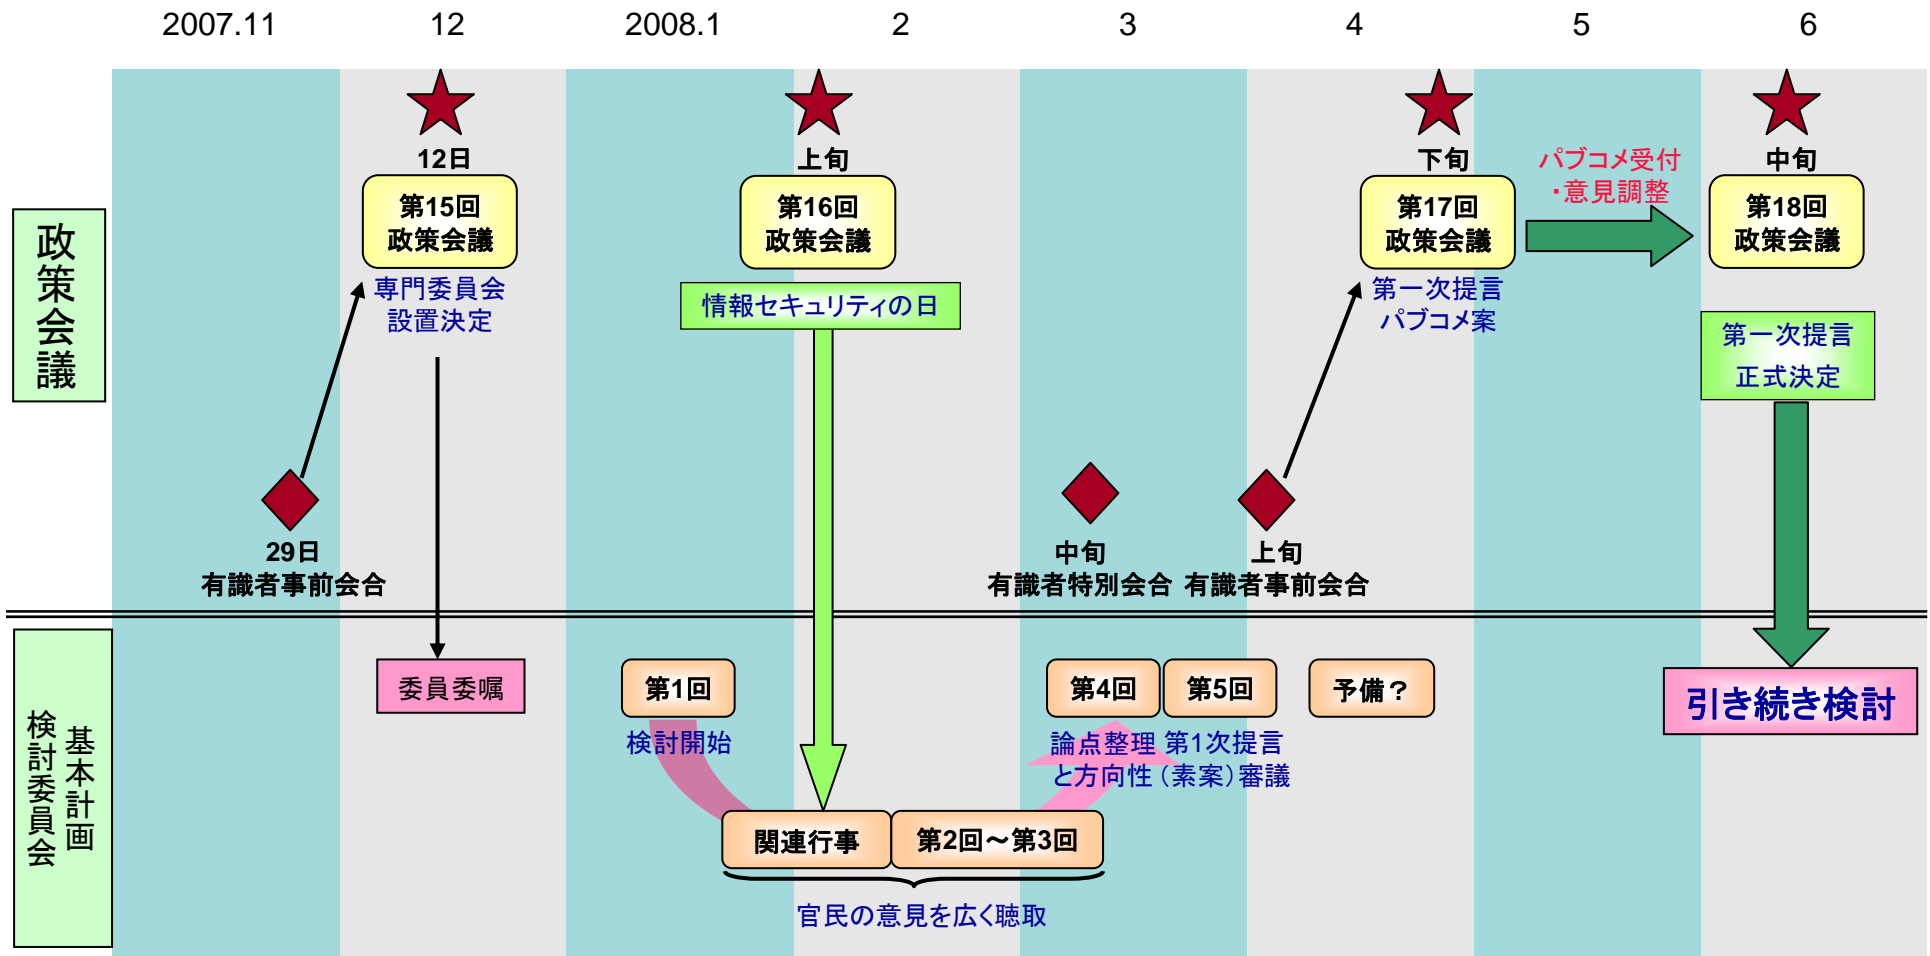 2007.11
12
2008.1
2
3
4
5
6
政策会議
12日
第15回
政策会議
専門委員会
設置決定
上旬
第16回
政策会議
情報セキュリティの日
下旬
第17回
政策会議
第一次提言
パブコメ案
パブコメ受付
・意見調整
中旬
第18回
政策会議
第一次提言
正式決定
29日
有識者事前会合
中旬
有識者特別会合
上旬
有識者事前会合
基本計画
検討委員会
委員委嘱
第1回
検討開始
関連行事
第2回～第3回
官民の意見を広く聴取
第4回
論点整理
と方向性
第5回
第1次提言
（素案）審議
予備？
引き続き検討